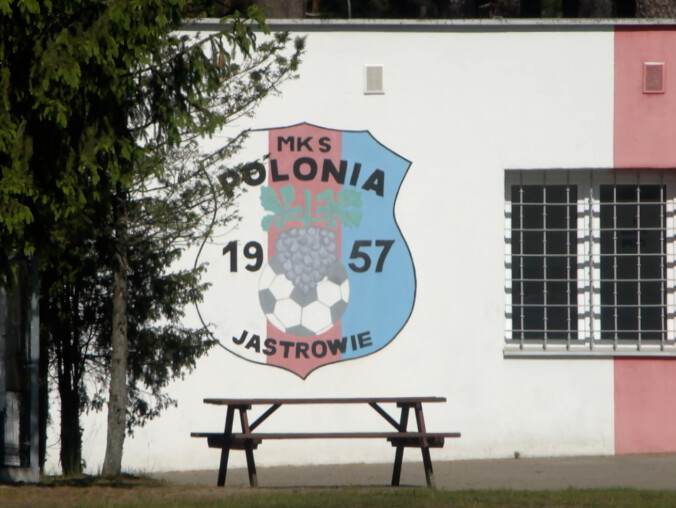 MKS
POLONIA
1957
JASTROWIE